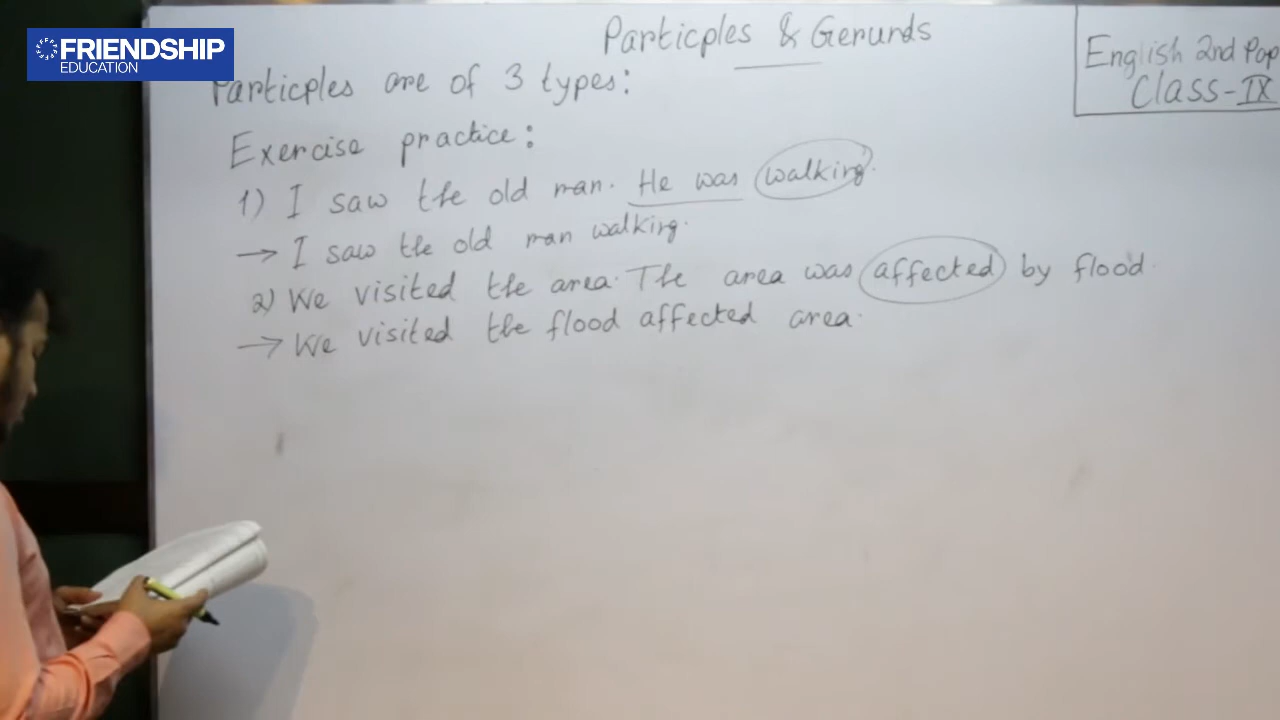 FRIENDSHIP
EDUCATION
Particples & Gerunds
English 2nd Pap
Class-IX
Particples are of 3 types:
Exercise practice:
1) I saw the old man. He was walking.
→ I saw the old man walking.
2) We visited the area. The area was affected by flood.
→ We visited the flood affected area.